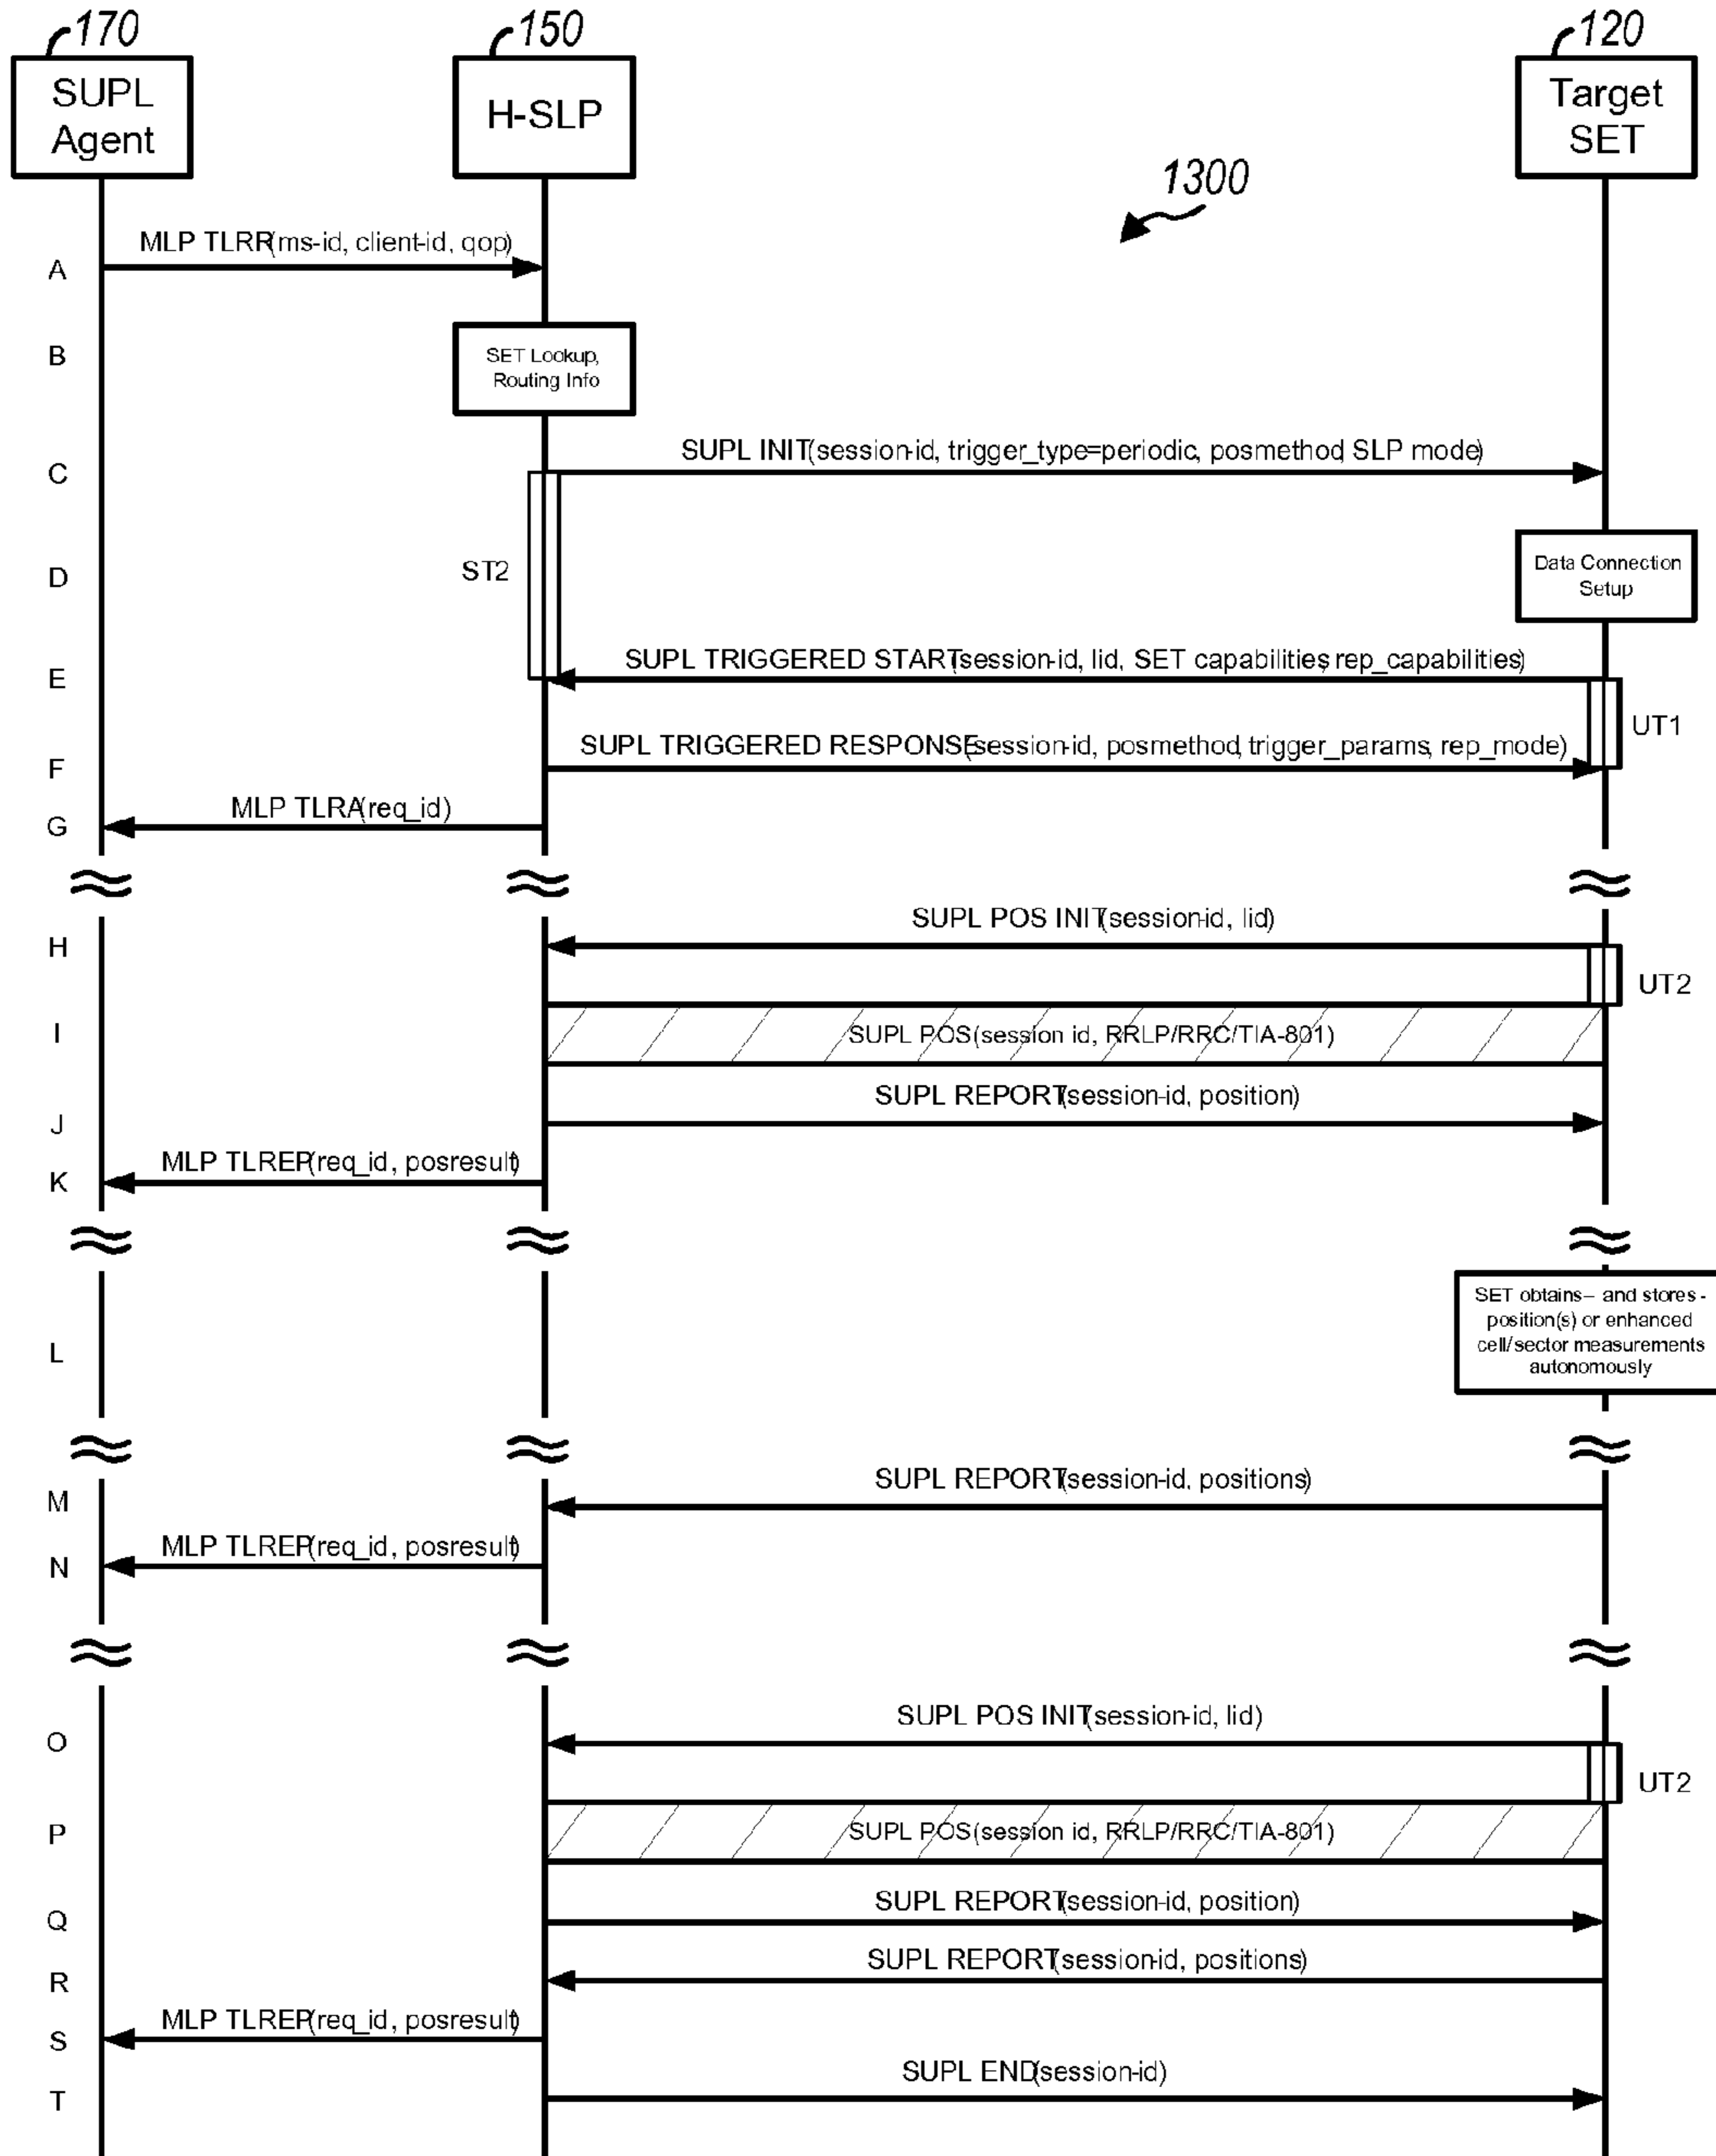 170
150
120
SUPL
Agent
H-SLP
Target
SET
1300
MLP TLRR(ms-id, client-id, qop)
A
B
SET Lookup,
Routing Info
SUPL INIT(session-id, trigger_type=periodic, posmethod, SLP mode)
C
ST2
D
Data Connection
Setup
SUPL TRIGGERED START(session-id, lid, SET capabilities, rep_capabilities)
E
UT1
SUPL TRIGGERED RESPONSE(session-id, posmethod, trigger_params, rep_mode)
F
MLP TLRA(req_id)
G
SUPL POS INIT(session-id, lid)
H
UT2
I
SUPL POS(session id, RRLP/RRC/TIA-801)
SUPL REPORT(session-id, position)
J
MLP TLREP(req_id, posresult)
K
SET obtains– and stores -
position(s) or enhanced
cell/sector measurements
autonomously
L
SUPL REPORT(session-id, positions)
M
MLP TLREP(req_id, posresult)
N
SUPL POS INIT(session-id, lid)
O
UT2
P
SUPL POS(session id, RRLP/RRC/TIA-801)
SUPL REPORT(session-id, position)
Q
SUPL REPORT(session-id, positions)
R
MLP TLREP(req_id, posresult)
S
SUPL END(session-id)
T